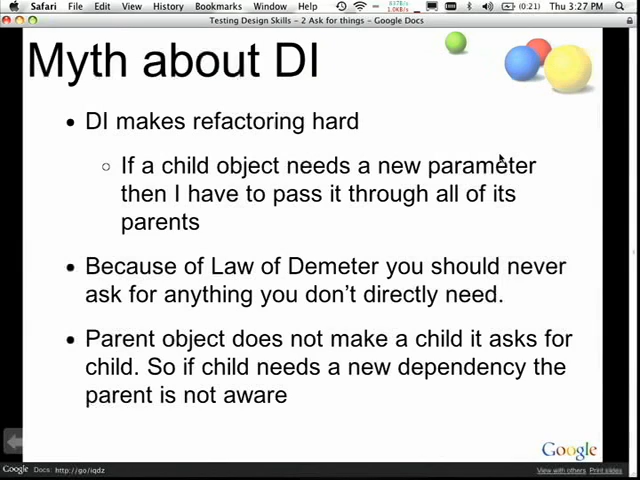 Safari File Edit View History Bookmarks Window Help (0:21) Thu 3:27 PM
Testing Design Skills - 2 Ask for things - Google Docs
Myth about DI
DI makes refactoring hard
If a child object needs a new parameter
then I have to pass it through all of its
parents
Because of Law of Demeter you should never
ask for anything you don't directly need.
Parent object does not make a child it asks for
child. So if child needs a new dependency the
parent is not aware
Google
Google Docs: http://go/iqdz View with others Print slides